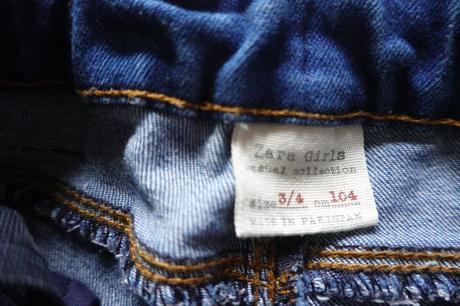 Zara Girls
casual collection
size 3/4 cm 104
MADE IN PAKISTAN